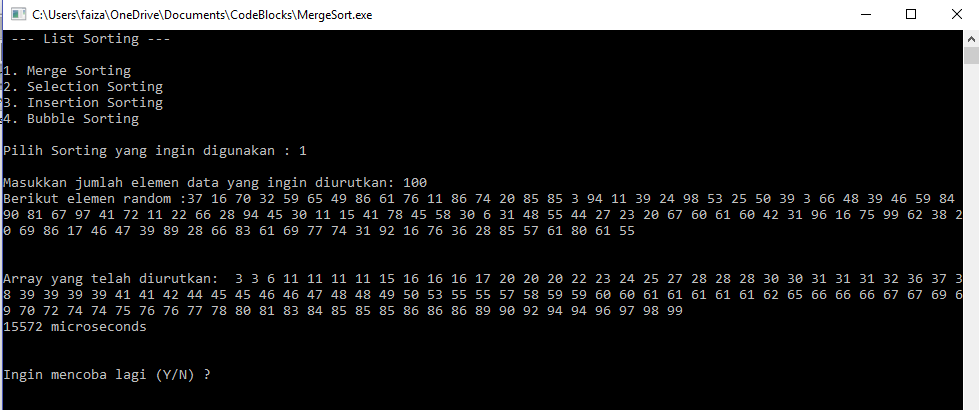 C:\Users\faiza\OneDrive\Documents\CodeBlocks\MergeSort.exe
--- List Sorting ---
1. Merge Sorting
2. Selection Sorting
3. Insertion Sorting
4. Bubble Sorting
Pilih Sorting yang ingin digunakan : 1
Masukkan jumlah elemen data yang ingin diurutkan: 100
Berikut elemen random :37 16 70 32 59 65 49 86 61 76 11 86 74 20 85 85 3 94 11 39 24 98 53 25 50 39 3 66 48 39 46 59 84
90 81 67 97 41 72 11 22 66 28 94 45 30 11 15 41 78 45 58 30 6 31 48 55 44 27 23 20 67 60 61 60 42 31 96 16 75 99 62 38 2
0 69 86 17 46 47 39 89 28 66 83 61 69 77 74 31 92 16 76 36 28 85 57 61 80 61 55
Array yang telah diurutkan:  3 3 6 11 11 11 11 15 16 16 16 17 20 20 20 22 23 24 25 27 28 28 28 30 30 31 31 31 32 36 37 3
8 39 39 39 39 41 41 42 44 45 45 46 46 47 48 48 49 50 53 55 55 57 58 59 59 60 60 61 61 61 61 61 62 65 66 66 66 67 67 69 6
9 70 72 74 74 75 76 76 77 78 80 81 83 84 85 85 85 86 86 86 89 90 92 94 94 96 97 98 99
15572 microseconds
Ingin mencoba lagi (Y/N) ?